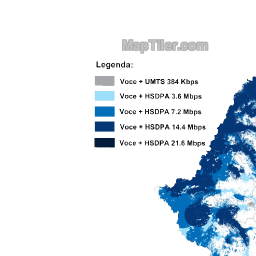 MapTiler.com
Legenda:
Voce + UMTS 384 Kbps
Voce + HSDPA 3.6 Mbps
Voce + HSDPA 7.2 Mbps
Voce + HSDPA 14.4 Mbps
Voce + HSDPA 21.6 Mbps